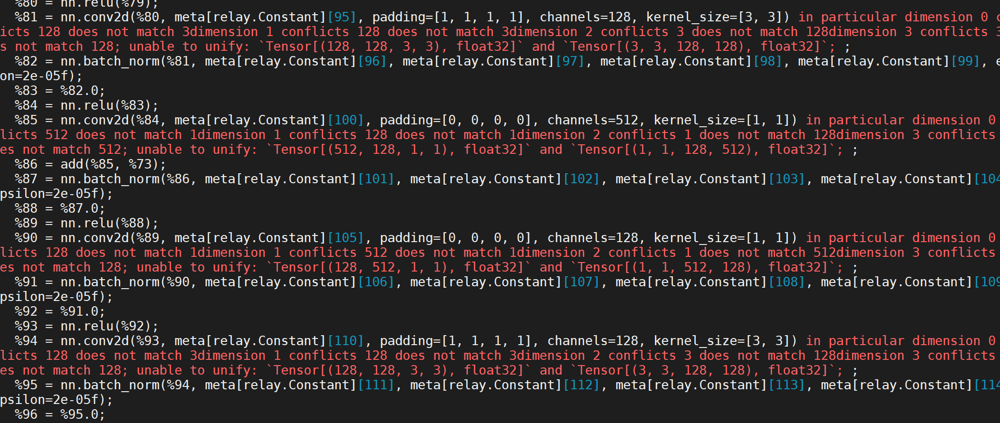 %80 = nn.relu(%79);
%81 = nn.conv2d(%80, meta[relay.Constant][95], padding=[1, 1, 1, 1], channels=128, kernel_size=[3, 3]) in particular dimension 0
icts 128 does not match 3dimension 1 conflicts 128 does not match 3dimension 2 conflicts 3 does not match 128dimension 3 conflicts 3
s not match 128; unable to unify: `Tensor[(128, 128, 3, 3), float32]` and `Tensor[(3, 3, 128, 128), float32]`; ;
%82 = nn.batch_norm(%81, meta[relay.Constant][96], meta[relay.Constant][97], meta[relay.Constant][98], meta[relay.Constant][99], e
on=2e-05f);
%83 = %82.0;
%84 = nn.relu(%83);
%85 = nn.conv2d(%84, meta[relay.Constant][100], padding=[0, 0, 0, 0], channels=512, kernel_size=[1, 1]) in particular dimension 0
licts 512 does not match 1dimension 1 conflicts 128 does not match 1dimension 2 conflicts 1 does not match 128dimension 3 conflicts
es not match 512; unable to unify: `Tensor[(512, 128, 1, 1), float32]` and `Tensor[(1, 1, 128, 512), float32]`; ;
%86 = add(%85, %73);
%87 = nn.batch_norm(%86, meta[relay.Constant][101], meta[relay.Constant][102], meta[relay.Constant][103], meta[relay.Constant][104
psilon=2e-05f);
%88 = %87.0;
%89 = nn.relu(%88);
%90 = nn.conv2d(%89, meta[relay.Constant][105], padding=[0, 0, 0, 0], channels=128, kernel_size=[1, 1]) in particular dimension 0
licts 128 does not match 1dimension 1 conflicts 512 does not match 1dimension 2 conflicts 1 does not match 512dimension 3 conflicts
es not match 128; unable to unify: `Tensor[(128, 512, 1, 1), float32]` and `Tensor[(1, 1, 512, 128), float32]`; ;
%91 = nn.batch_norm(%90, meta[relay.Constant][106], meta[relay.Constant][107], meta[relay.Constant][108], meta[relay.Constant][109
psilon=2e-05f);
%92 = %91.0;
%93 = nn.relu(%92);
%94 = nn.conv2d(%93, meta[relay.Constant][110], padding=[1, 1, 1, 1], channels=128, kernel_size=[3, 3]) in particular dimension 0
licts 128 does not match 3dimension 1 conflicts 128 does not match 3dimension 2 conflicts 3 does not match 128dimension 3 conflicts
es not match 128; unable to unify: `Tensor[(128, 128, 3, 3), float32]` and `Tensor[(3, 3, 128, 128), float32]`; ;
%95 = nn.batch_norm(%94, meta[relay.Constant][111], meta[relay.Constant][112], meta[relay.Constant][113], meta[relay.Constant][114
psilon=2e-05f);
%96 = %95.0;